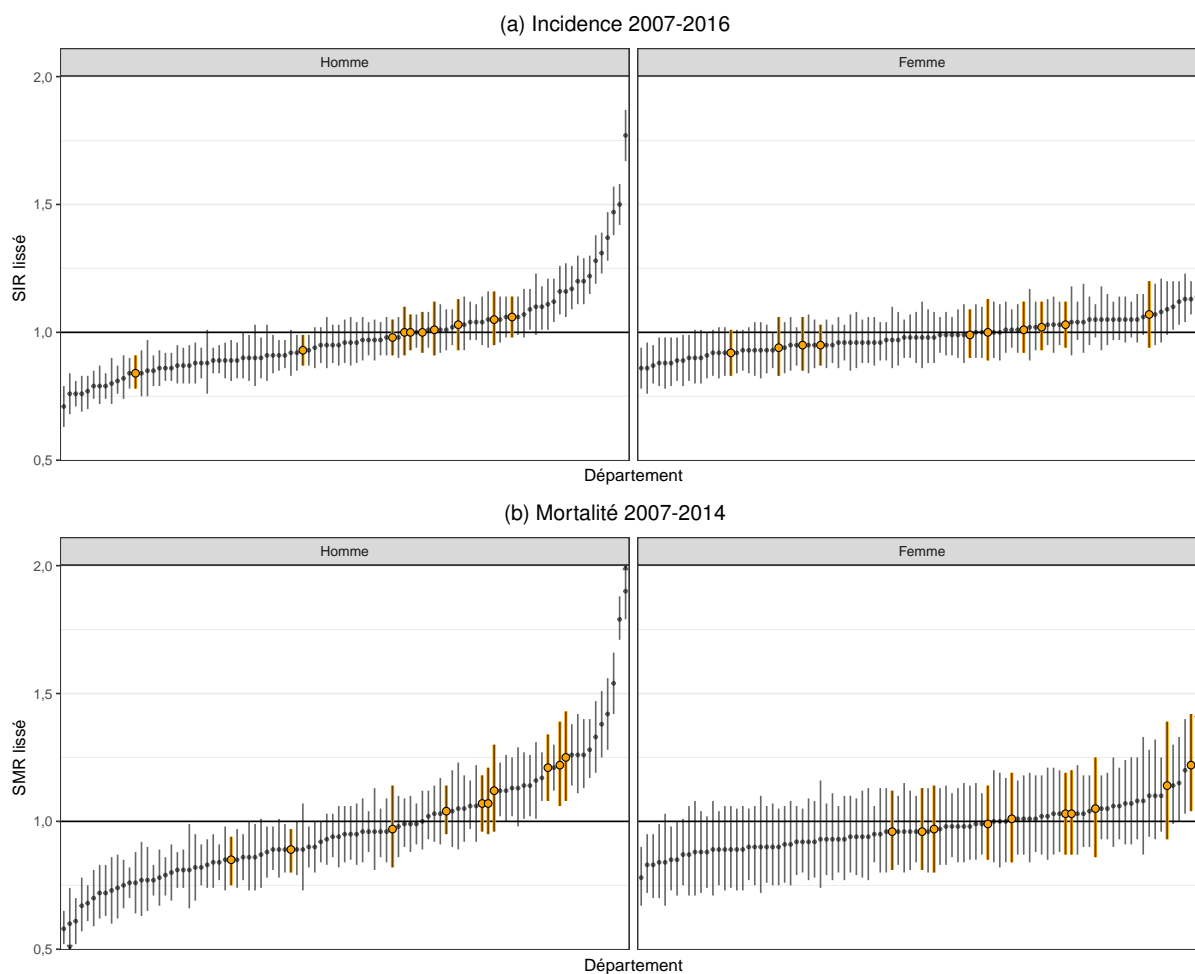 (a) Incidence 2007-2016
Homme
Femme
2,0
1,5
1,0
0,5
SIR lissé
Département
(b) Mortalité 2007-2014
Homme
Femme
2,0
1,5
1,0
0,5
SMR lissé
Département